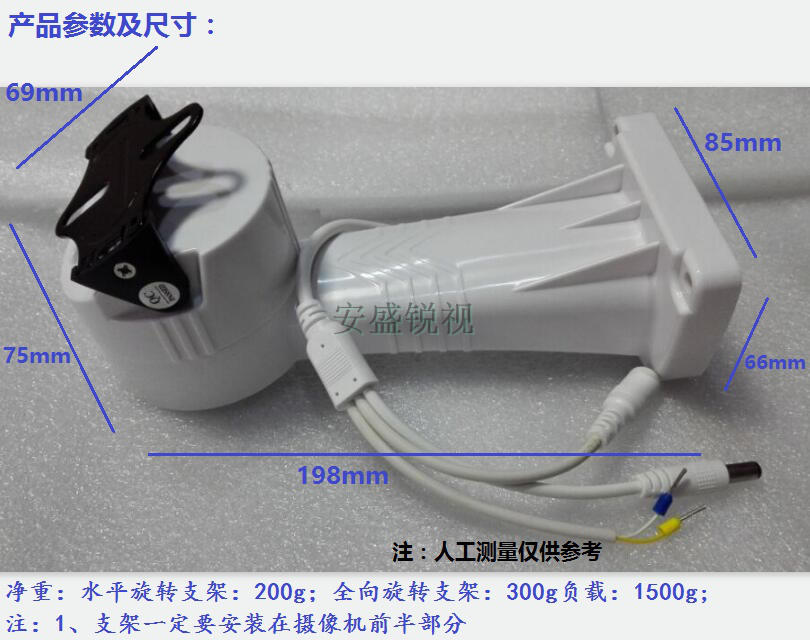 产品参数及尺寸：
69mm
85mm
安盛锐视
75mm
66mm
198mm
注：人工测量仅供参考
净重：水平旋转支架：200g；全向旋转支架：300g负载：1500g；
注：1、支架一定要安装在摄像机前半部分